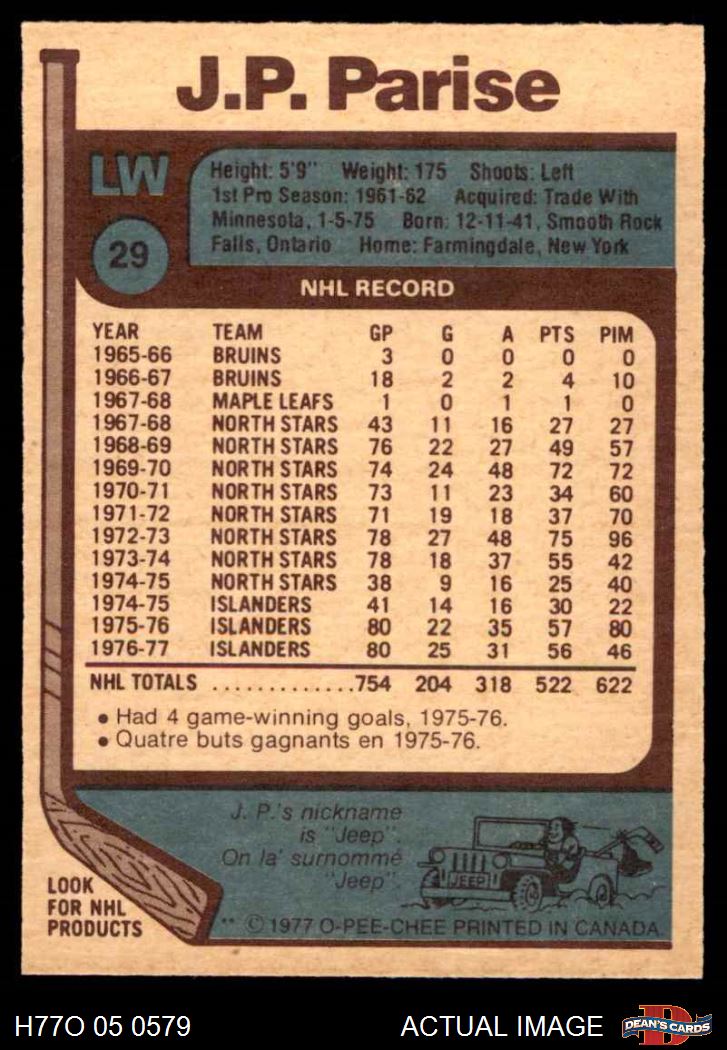 J.P. Parise
LW
29
Height: 5'9" Weight: 175 Shoots: Left
1st Pro Season: 1961-62 Acquired: Trade With
Minnesota, 1-5-75 Born: 12-11-41, Smooth Rock
Falls, Ontario Home: Farmingdale, New York
NHL RECORD
YEAR TEAM GP G A PTS PIM
1965-66 BRUINS 3 0 0 0 0
1966-67 BRUINS 18 2 2 4 10
1967-68 MAPLE LEAFS 1 0 1 1 0
1967-68 NORTH STARS 43 11 16 27 27
1968-69 NORTH STARS 76 22 27 49 57
1969-70 NORTH STARS 74 24 48 72 72
1970-71 NORTH STARS 73 11 23 34 60
1971-72 NORTH STARS 71 19 18 37 70
1972-73 NORTH STARS 78 27 48 75 96
1973-74 NORTH STARS 78 18 37 55 42
1974-75 NORTH STARS 38 9 16 25 40
1974-75 ISLANDERS 41 14 16 30 22
1975-76 ISLANDERS 80 22 35 57 80
1976-77 ISLANDERS 80 25 31 56 46
NHL TOTALS .............754 204 318 522 622
• Had 4 game-winning goals, 1975-76.
• Quatre buts gagnants en 1975-76.
J. P.'s nickname
is "Jeep".
On la' surnommé
"Jeep".
JEEP
LOOK
FOR NHL
PRODUCTS
** © 1977 O-PEE-CHEE PRINTED IN CANADA
H77O 05 0579
ACTUAL IMAGE
D
DEAN'S CARDS